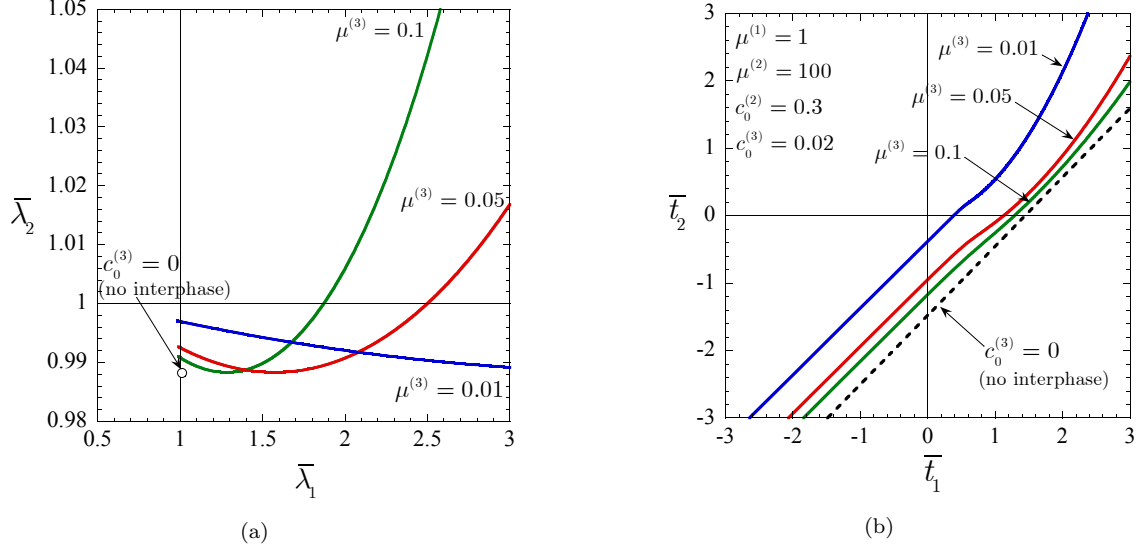 1.05
1.04
1.03
1.02
1.01
1
0.99
0.98
0.5
1
1.5
2
2.5
3
λ̅₂
λ̅₁
μ⁽³⁾ = 0.1
μ⁽³⁾ = 0.05
c₀⁽³⁾ = 0
(no interphase)
μ⁽³⁾ = 0.01
(a)
3
2
1
0
-1
-2
-3
-3
-2
-1
0
1
2
3
t̅₂
t̅₁
μ⁽¹⁾ = 1
μ⁽²⁾ = 100
c₀⁽²⁾ = 0.3
c₀⁽³⁾ = 0.02
μ⁽³⁾ = 0.01
μ⁽³⁾ = 0.05
μ⁽³⁾ = 0.1
c₀⁽³⁾ = 0
(no interphase)
(b)